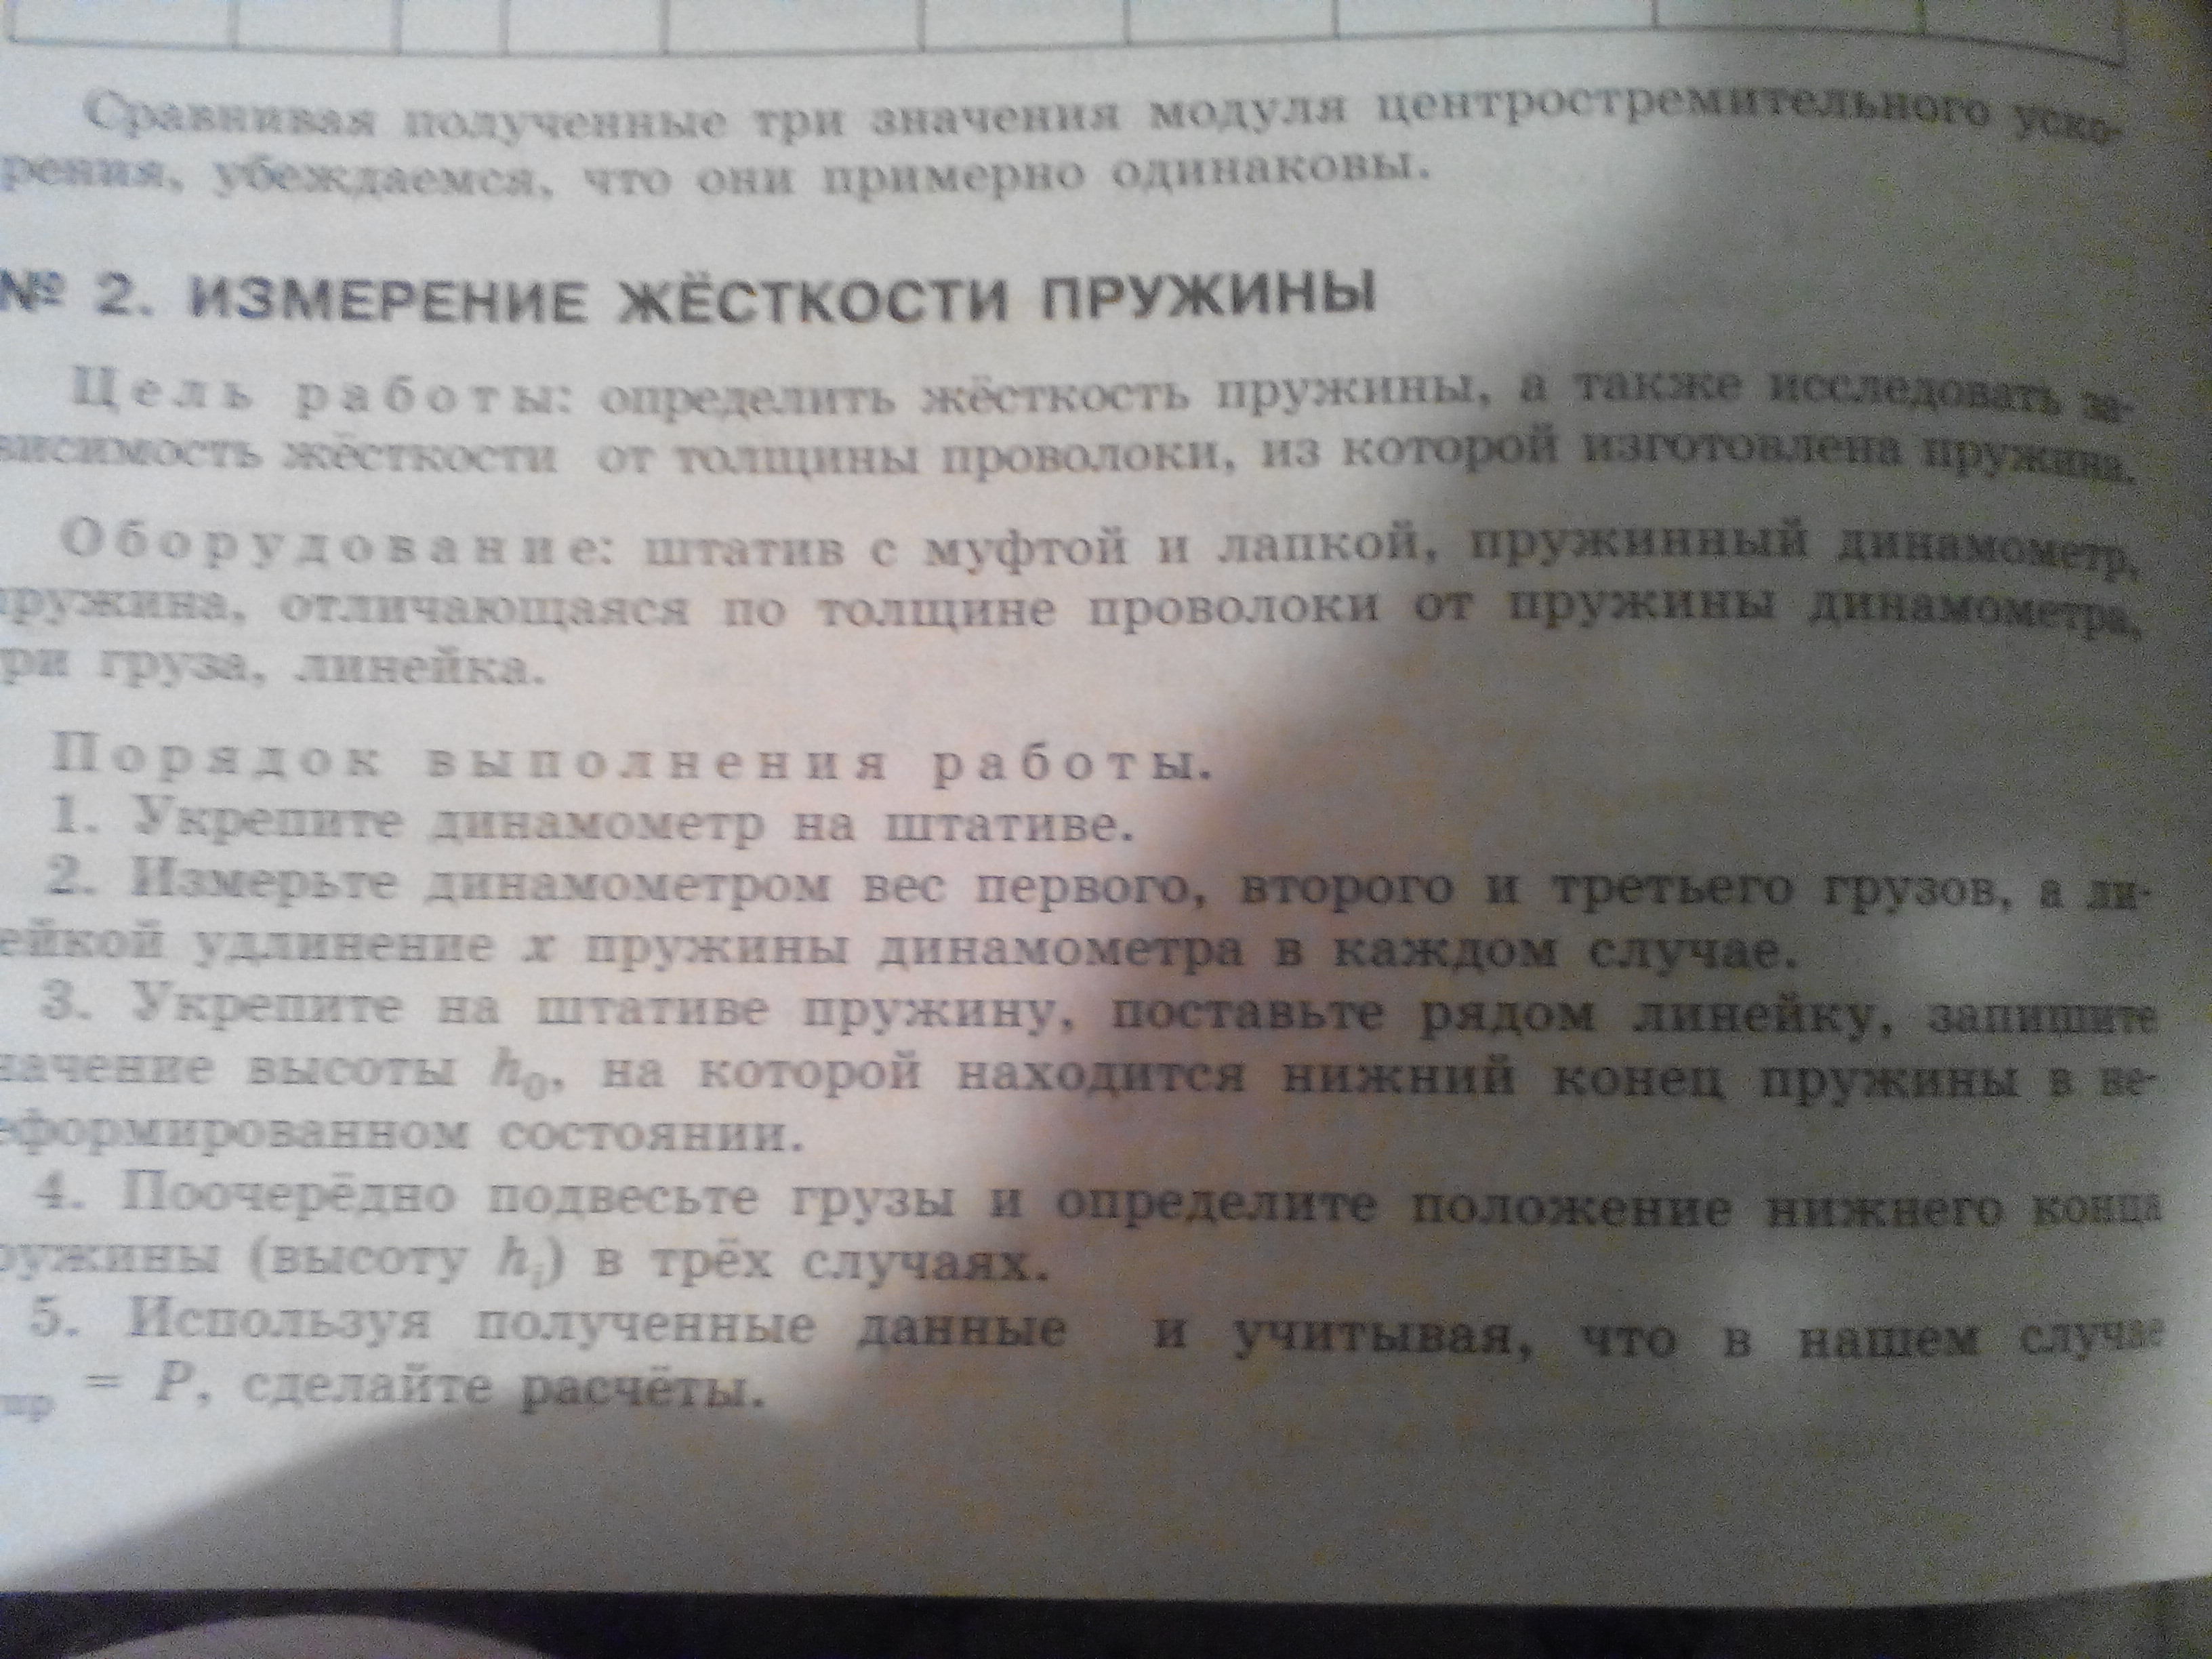 Сравнивая полученные три значения модуля центростремительного уско-
рения, убеждаемся, что они примерно одинаковы.
№ 2. ИЗМЕРЕНИЕ ЖЁСТКОСТИ ПРУЖИНЫ
Цель работы: определить жёсткость пружины, а также исследовать за-
висимость жёсткости от толщины проволоки, из которой изготовлена пружина.
Оборудование: штатив с муфтой и лапкой, пружинный динамометр,
пружина, отличающаяся по толщине проволоки от пружины динамометра,
ри груза, линейка.
Порядок выполнения работы.
1. Укрепите динамометр на штативе.
2. Измерьте динамометром вес первого, второго и третьего грузов, а ли-
ейкой удлинение x пружины динамометра в каждом случае.
3. Укрепите на штативе пружину, поставьте рядом линейку, запишите
начение высоты h₀, на которой находится нижний конец пружины в не-
еформированном состоянии.
4. Поочерёдно подвесьте грузы и определите положение нижнего конца
ружины (высоту hᵢ) в трёх случаях.
5. Используя полученные данные и учитывая, что в нашем случае
пр = P, сделайте расчёты.